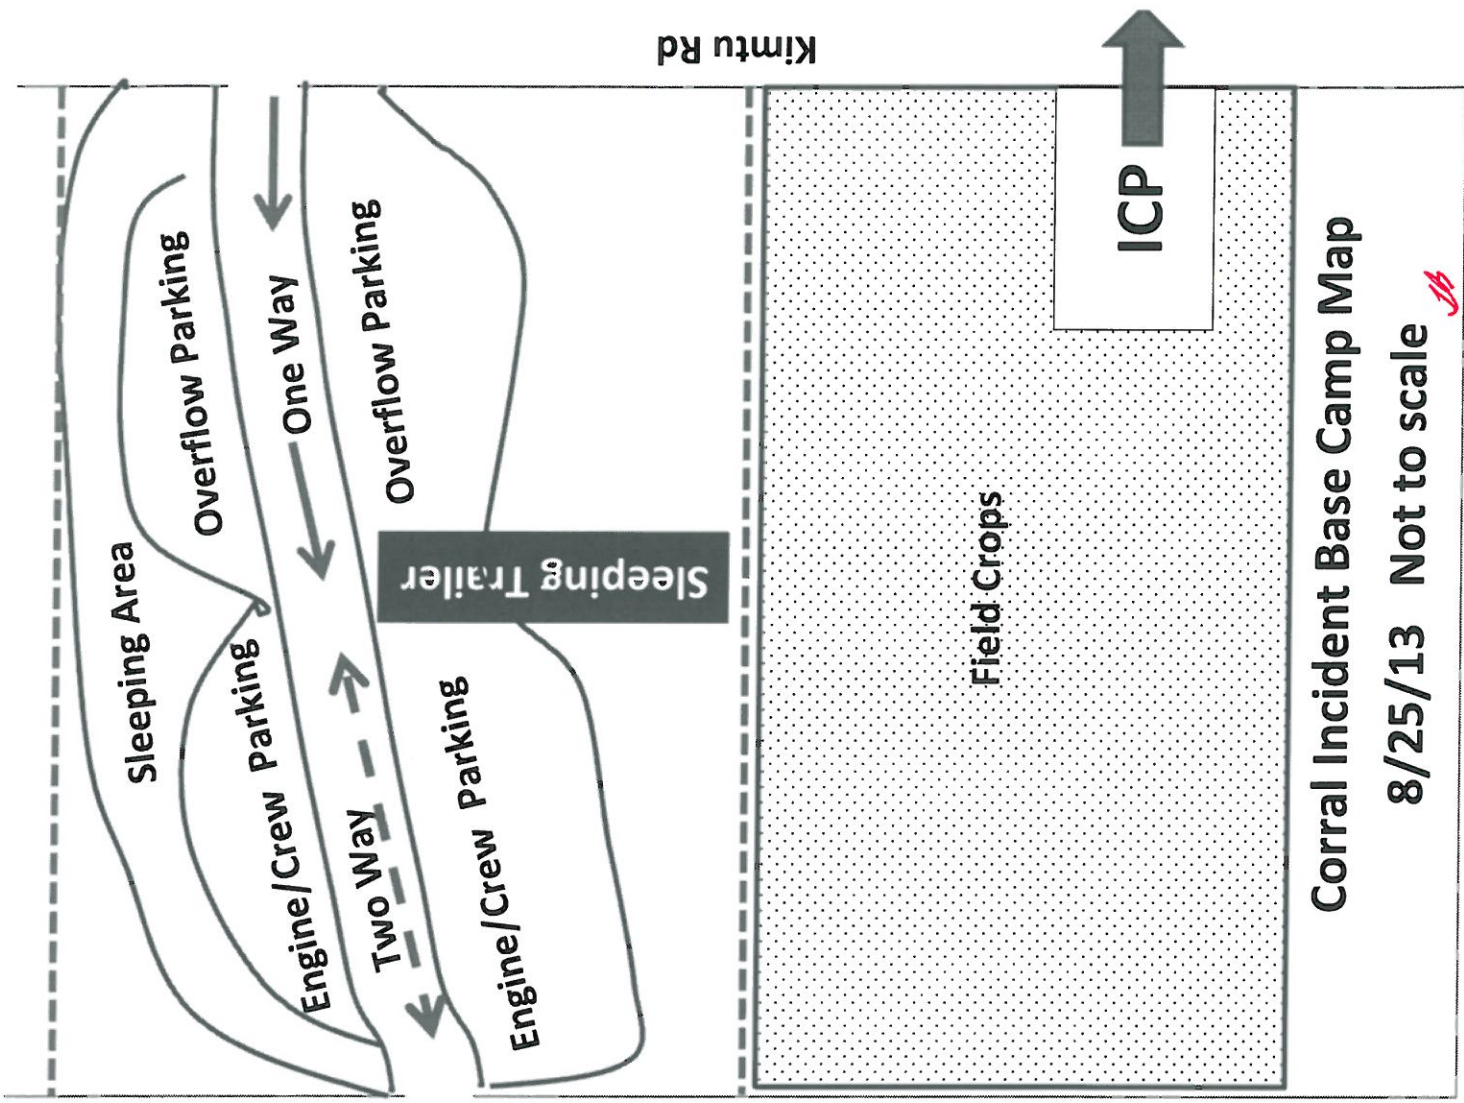 Kimtu Rd
Sleeping Area
Overflow Parking
One Way
Overflow Parking
Engine/Crew Parking
Two Way
Engine/Crew Parking
Sleeping Trailer
Field Crops
ICP
Corral Incident Base Camp Map
8/25/13 Not to scale
JB